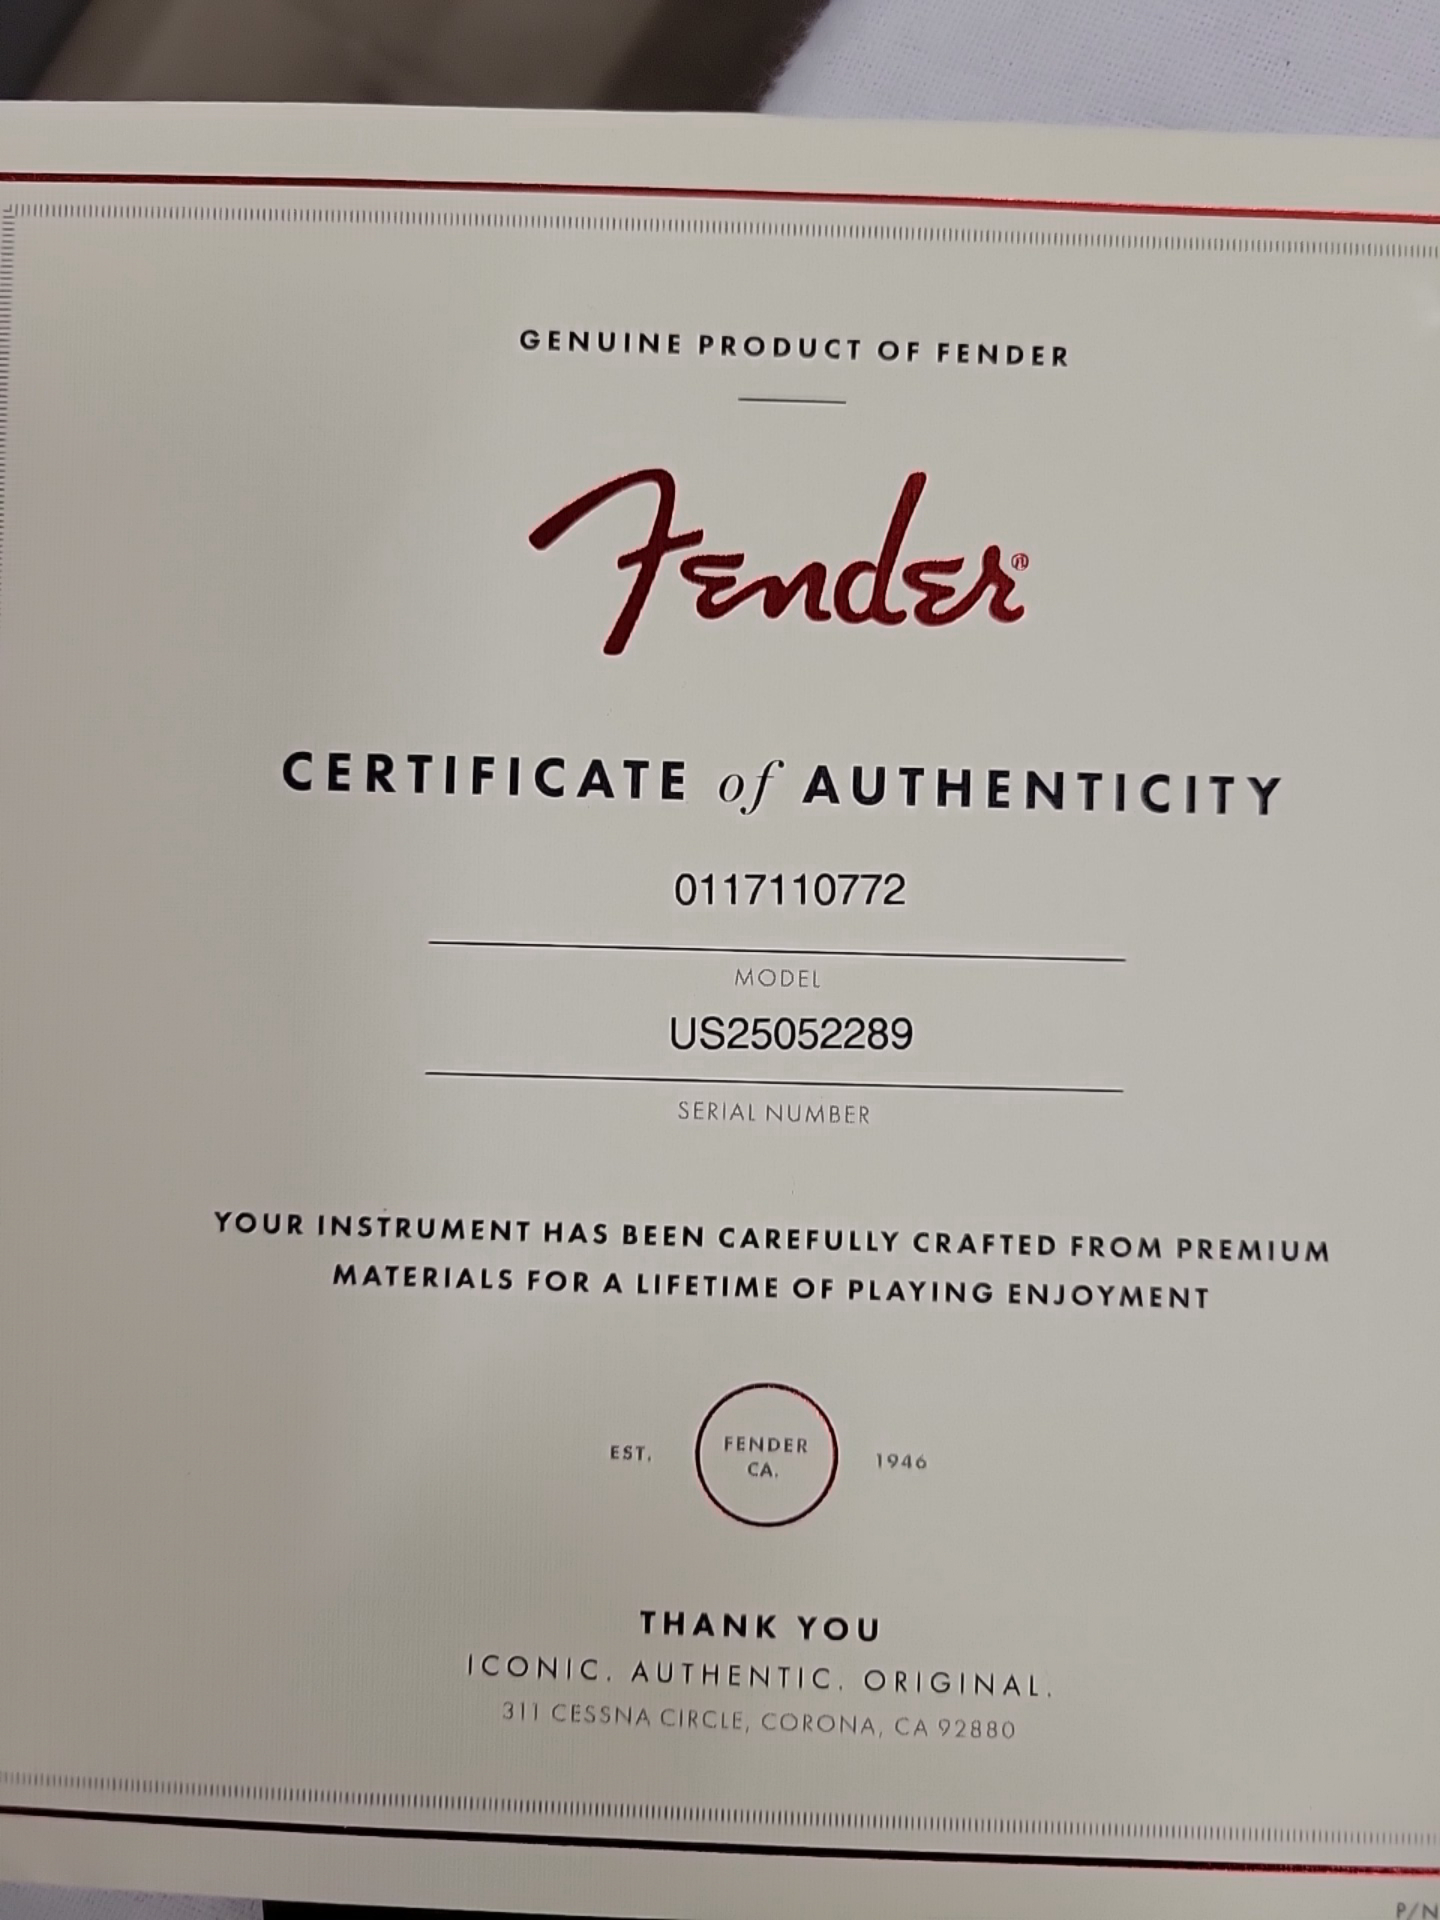 GENUINE PRODUCT OF FENDER
Fender®
CERTIFICATE of AUTHENTICITY
0117110772
MODEL
US25052289
SERIAL NUMBER
YOUR INSTRUMENT HAS BEEN CAREFULLY CRAFTED FROM PREMIUM
MATERIALS FOR A LIFETIME OF PLAYING ENJOYMENT
EST. FENDER CA. 1946
THANK YOU
ICONIC. AUTHENTIC. ORIGINAL.
311 CESSNA CIRCLE, CORONA, CA 92880
P/N